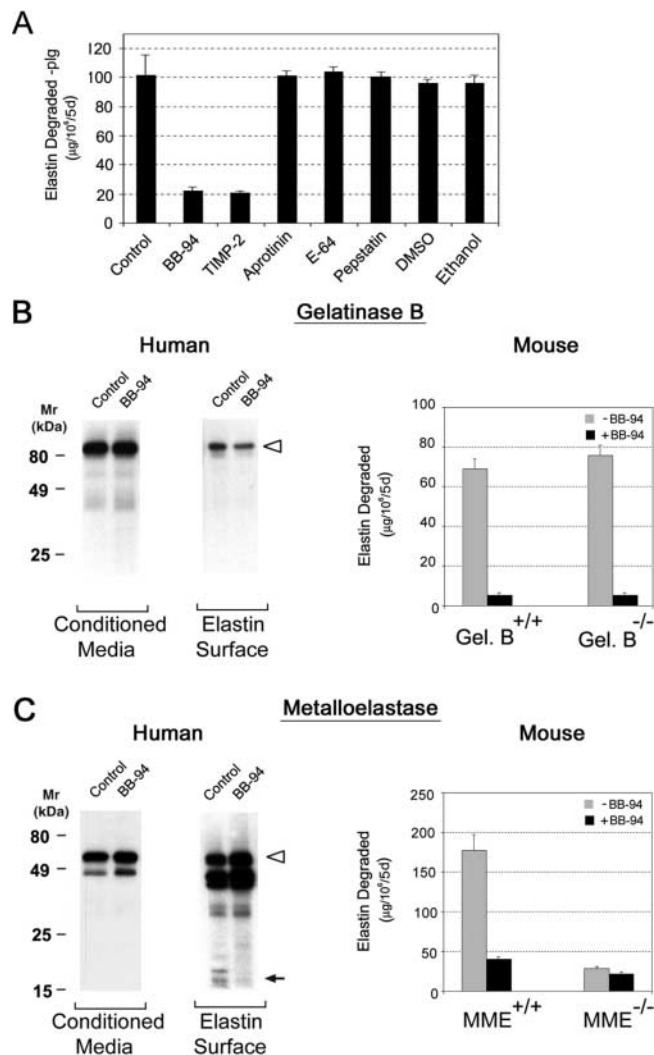 A
Elastin Degraded -plg
(μg/10⁶/5d)
120
100
80
60
40
20
0
Control
BB-94
TIMP-2
Aprotinin
E-64
Pepstatin
DMSO
Ethanol
B
Gelatinase B
Human
Mouse
Mr
(kDa)
Control
BB-94
Control
BB-94
80
49
25
Conditioned
Media
Elastin
Surface
Elastin Degraded
(μg/10⁶/5d)
100
80
60
40
20
0
-BB-94
+BB-94
Gel. B +/+
Gel. B -/-
C
Metalloelastase
Human
Mouse
Mr
(kDa)
Control
BB-94
Control
BB-94
80
49
25
15
Conditioned
Media
Elastin
Surface
Elastin Degraded
(μg/10⁶/5d)
250
200
150
100
50
0
-BB-94
+BB-94
MME +/+
MME -/-